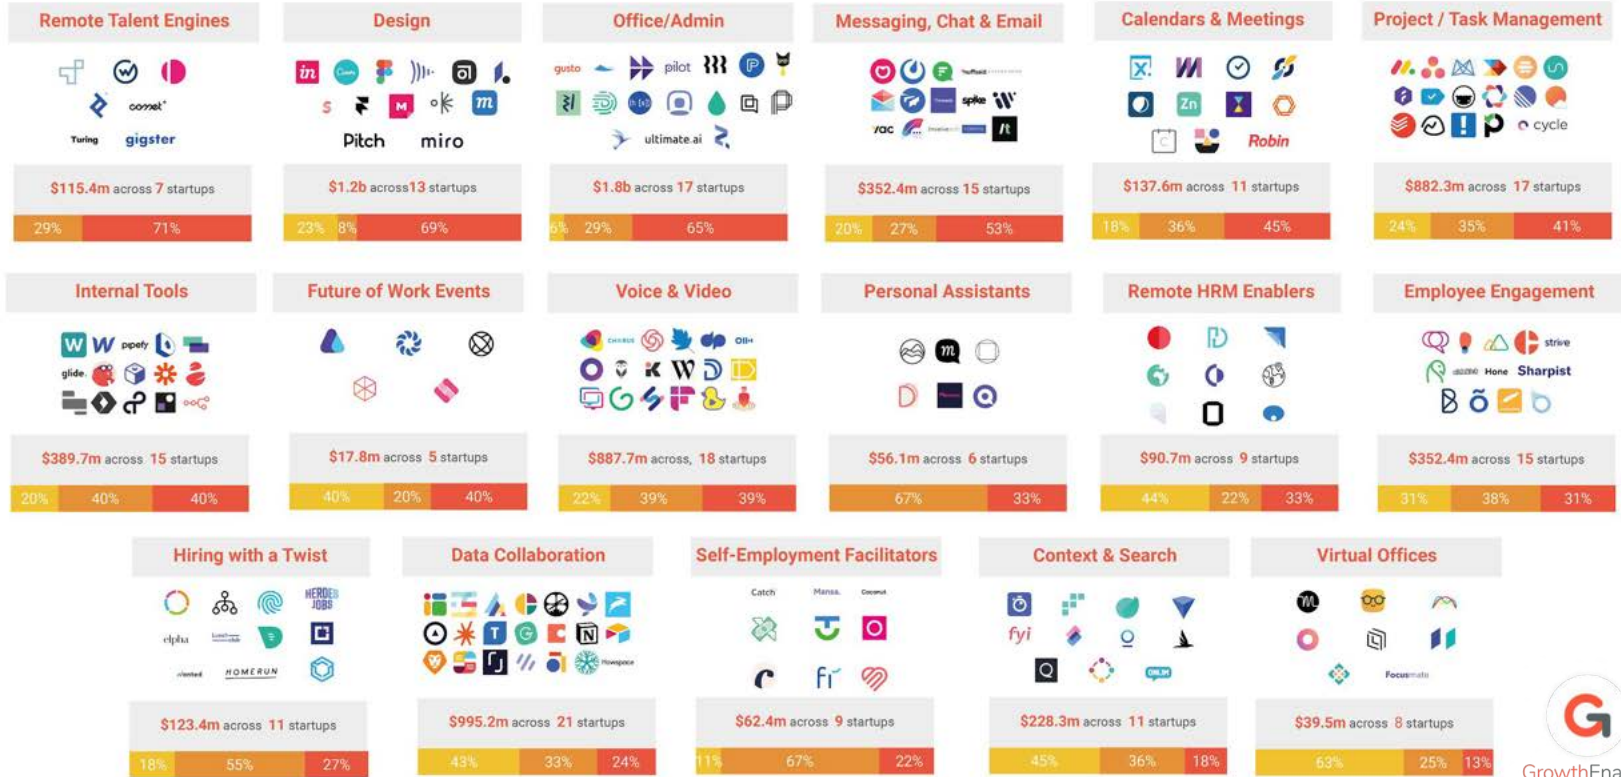 Remote Talent Engines
comet
Turing
gigster
$115.4m across 7 startups
29%
71%
Design
in
Canva
S
M
m
Pitch
miro
$1.2b across13 startups
23%
8%
69%
Office/Admin
gusto
pilot
P
ultimate.ai
$1.8b across 17 startups
6%
29%
65%
Messaging, Chat & Email
spike
yac
$352.4m across 15 startups
20%
27%
53%
Calendars & Meetings
Zn
C
Robin
$137.6m across 11 startups
18%
36%
45%
Project / Task Management
cycle
$882.3m across 17 startups
24%
35%
41%
Internal Tools
W
pipefy
glide
$389.7m across 15 startups
20%
40%
40%
Future of Work Events
$17.8m across 5 startups
40%
20%
40%
Voice & Video
CHORUS
W
$887.7m across, 18 startups
22%
39%
39%
Personal Assistants
m
$56.1m across 6 startups
67%
33%
Remote HRM Enablers
$90.7m across 9 startups
44%
22%
33%
Employee Engagement
strive
Hone
Sharpist
$352.4m across 15 startups
31%
38%
31%
Hiring with a Twist
HEROES
JOBS
elpha
HOMERUN
$123.4m across 11 startups
18%
55%
27%
Data Collaboration
T
G
N
Howspace
$995.2m across 21 startups
43%
33%
24%
Self-Employment Facilitators
Catch
Mansa.
Coconut
$62.4m across 9 startups
11%
67%
22%
Context & Search
fyi
Q
$228.3m across 11 startups
45%
36%
18%
Virtual Offices
Focusmate
$39.5m across 8 startups
63%
25%
13%
G
GrowthEna